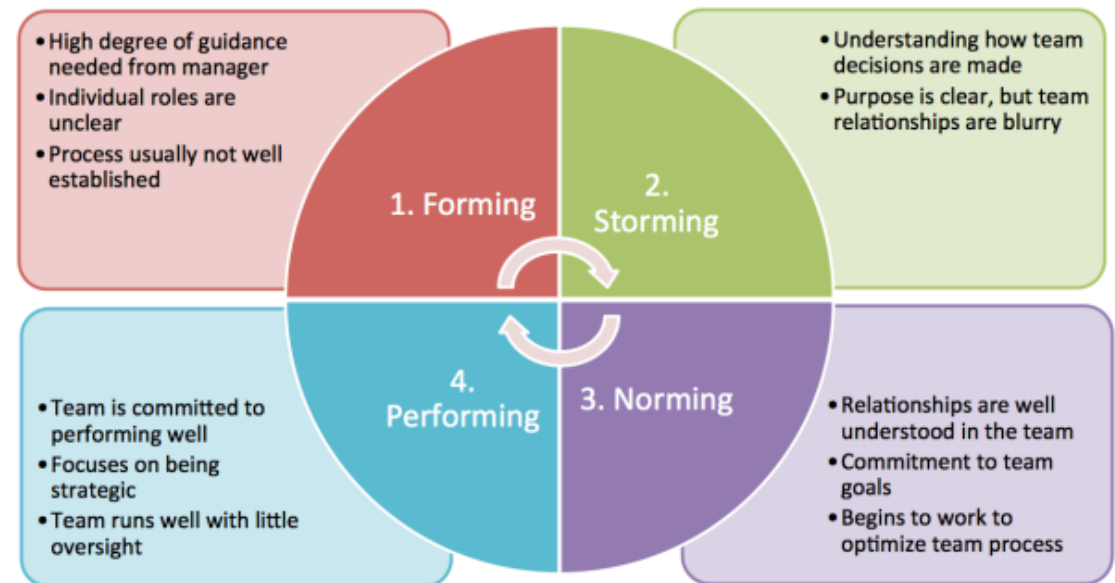 • High degree of guidance
needed from manager
• Individual roles are
unclear
• Process usually not well
established
1. Forming
2.
Storming
• Understanding how team
decisions are made
• Purpose is clear, but team
relationships are blurry
• Team is committed to
performing well
• Focuses on being
strategic
• Team runs well with little
oversight
4.
Performing
3. Norming
• Relationships are well
understood in the team
• Commitment to team
goals
• Begins to work to
optimize team process